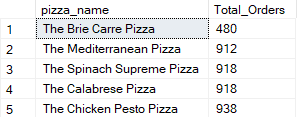 pizza_name Total_Orders
1 The Brie Carre Pizza 480
2 The Mediterranean Pizza 912
3 The Spinach Supreme Pizza 918
4 The Calabrese Pizza 918
5 The Chicken Pesto Pizza 938